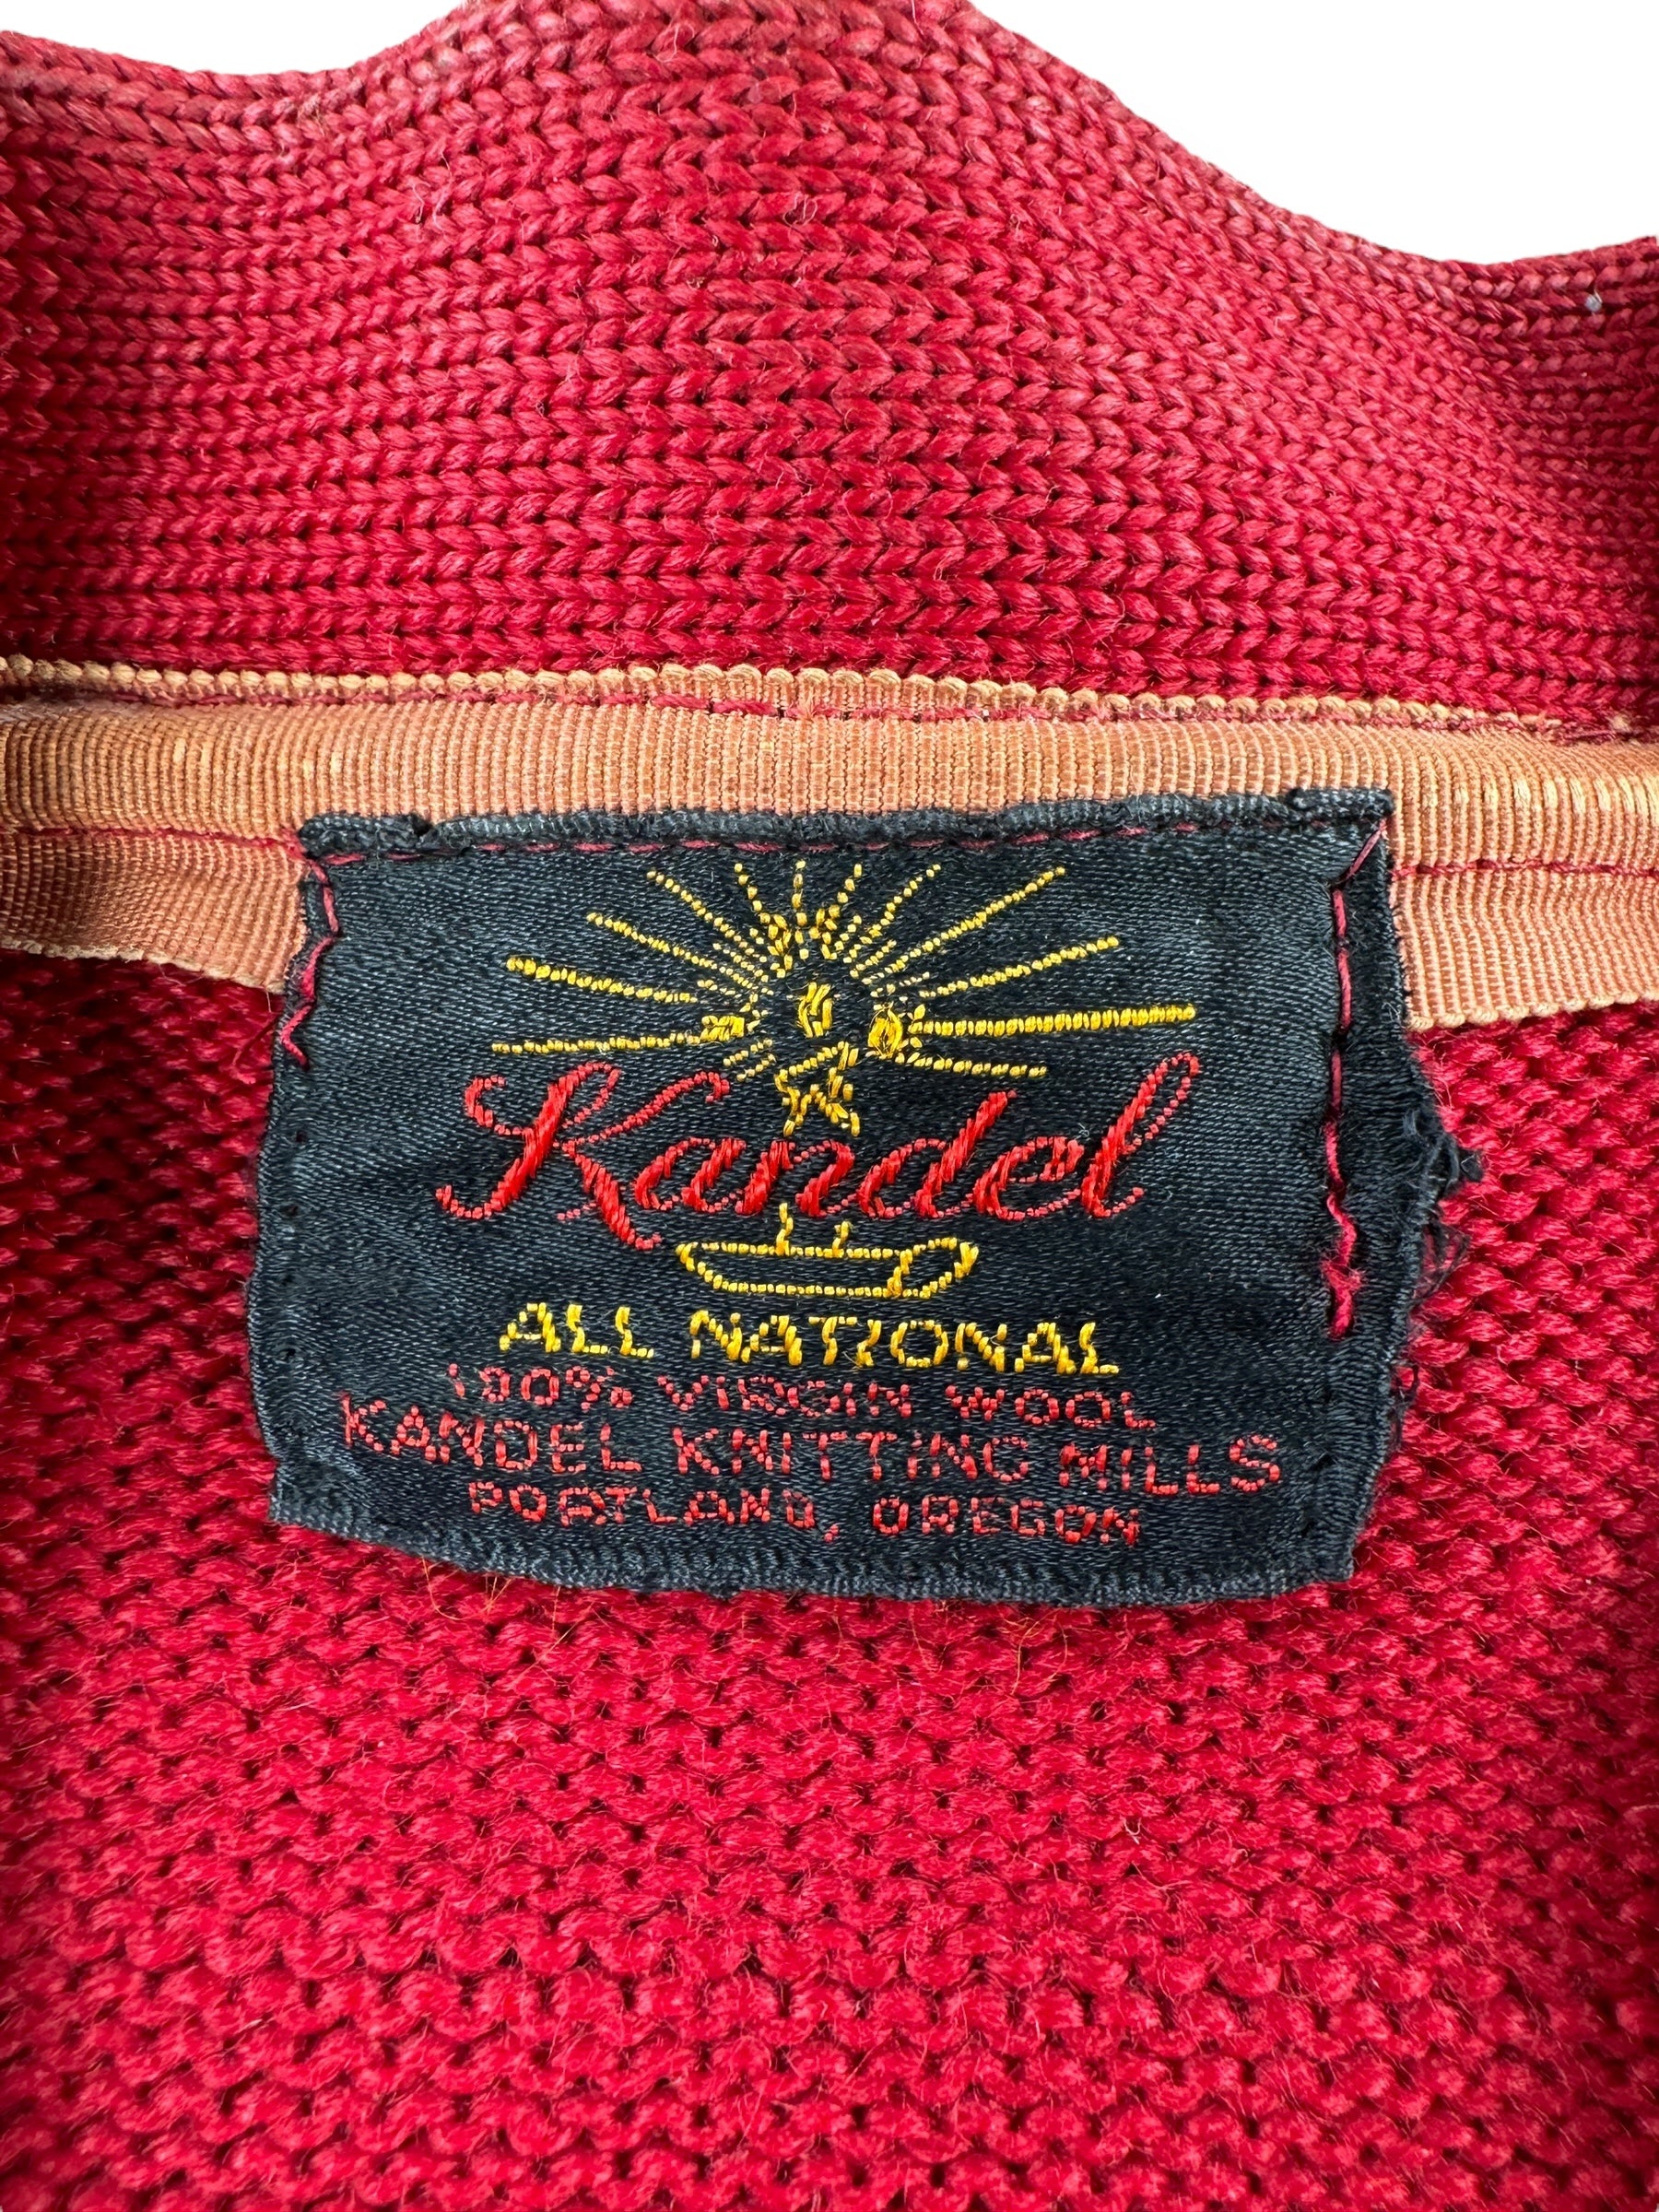 Kandel
ALL NATIONAL
100% VIRGIN WOOL
KANDEL KNITTING MILLS
PORTLAND, OREGON